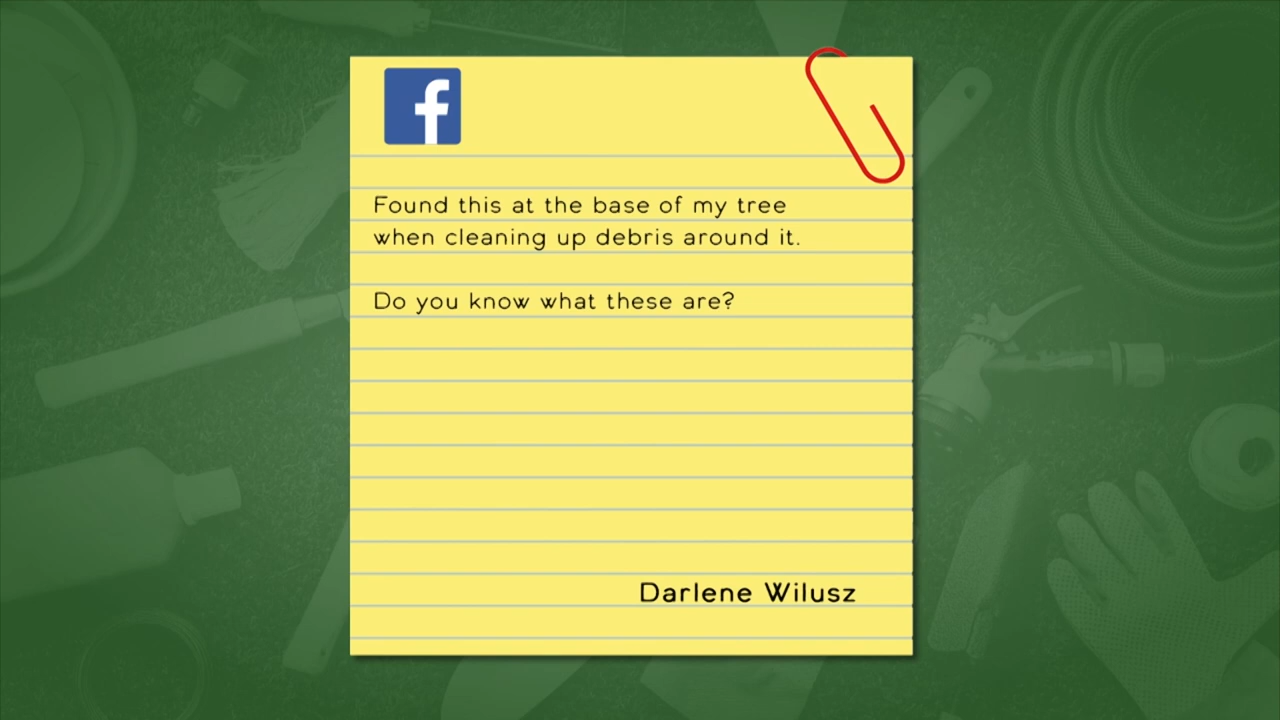 f
Found this at the base of my tree
when cleaning up debris around it.
Do you know what these are?
Darlene Wilusz